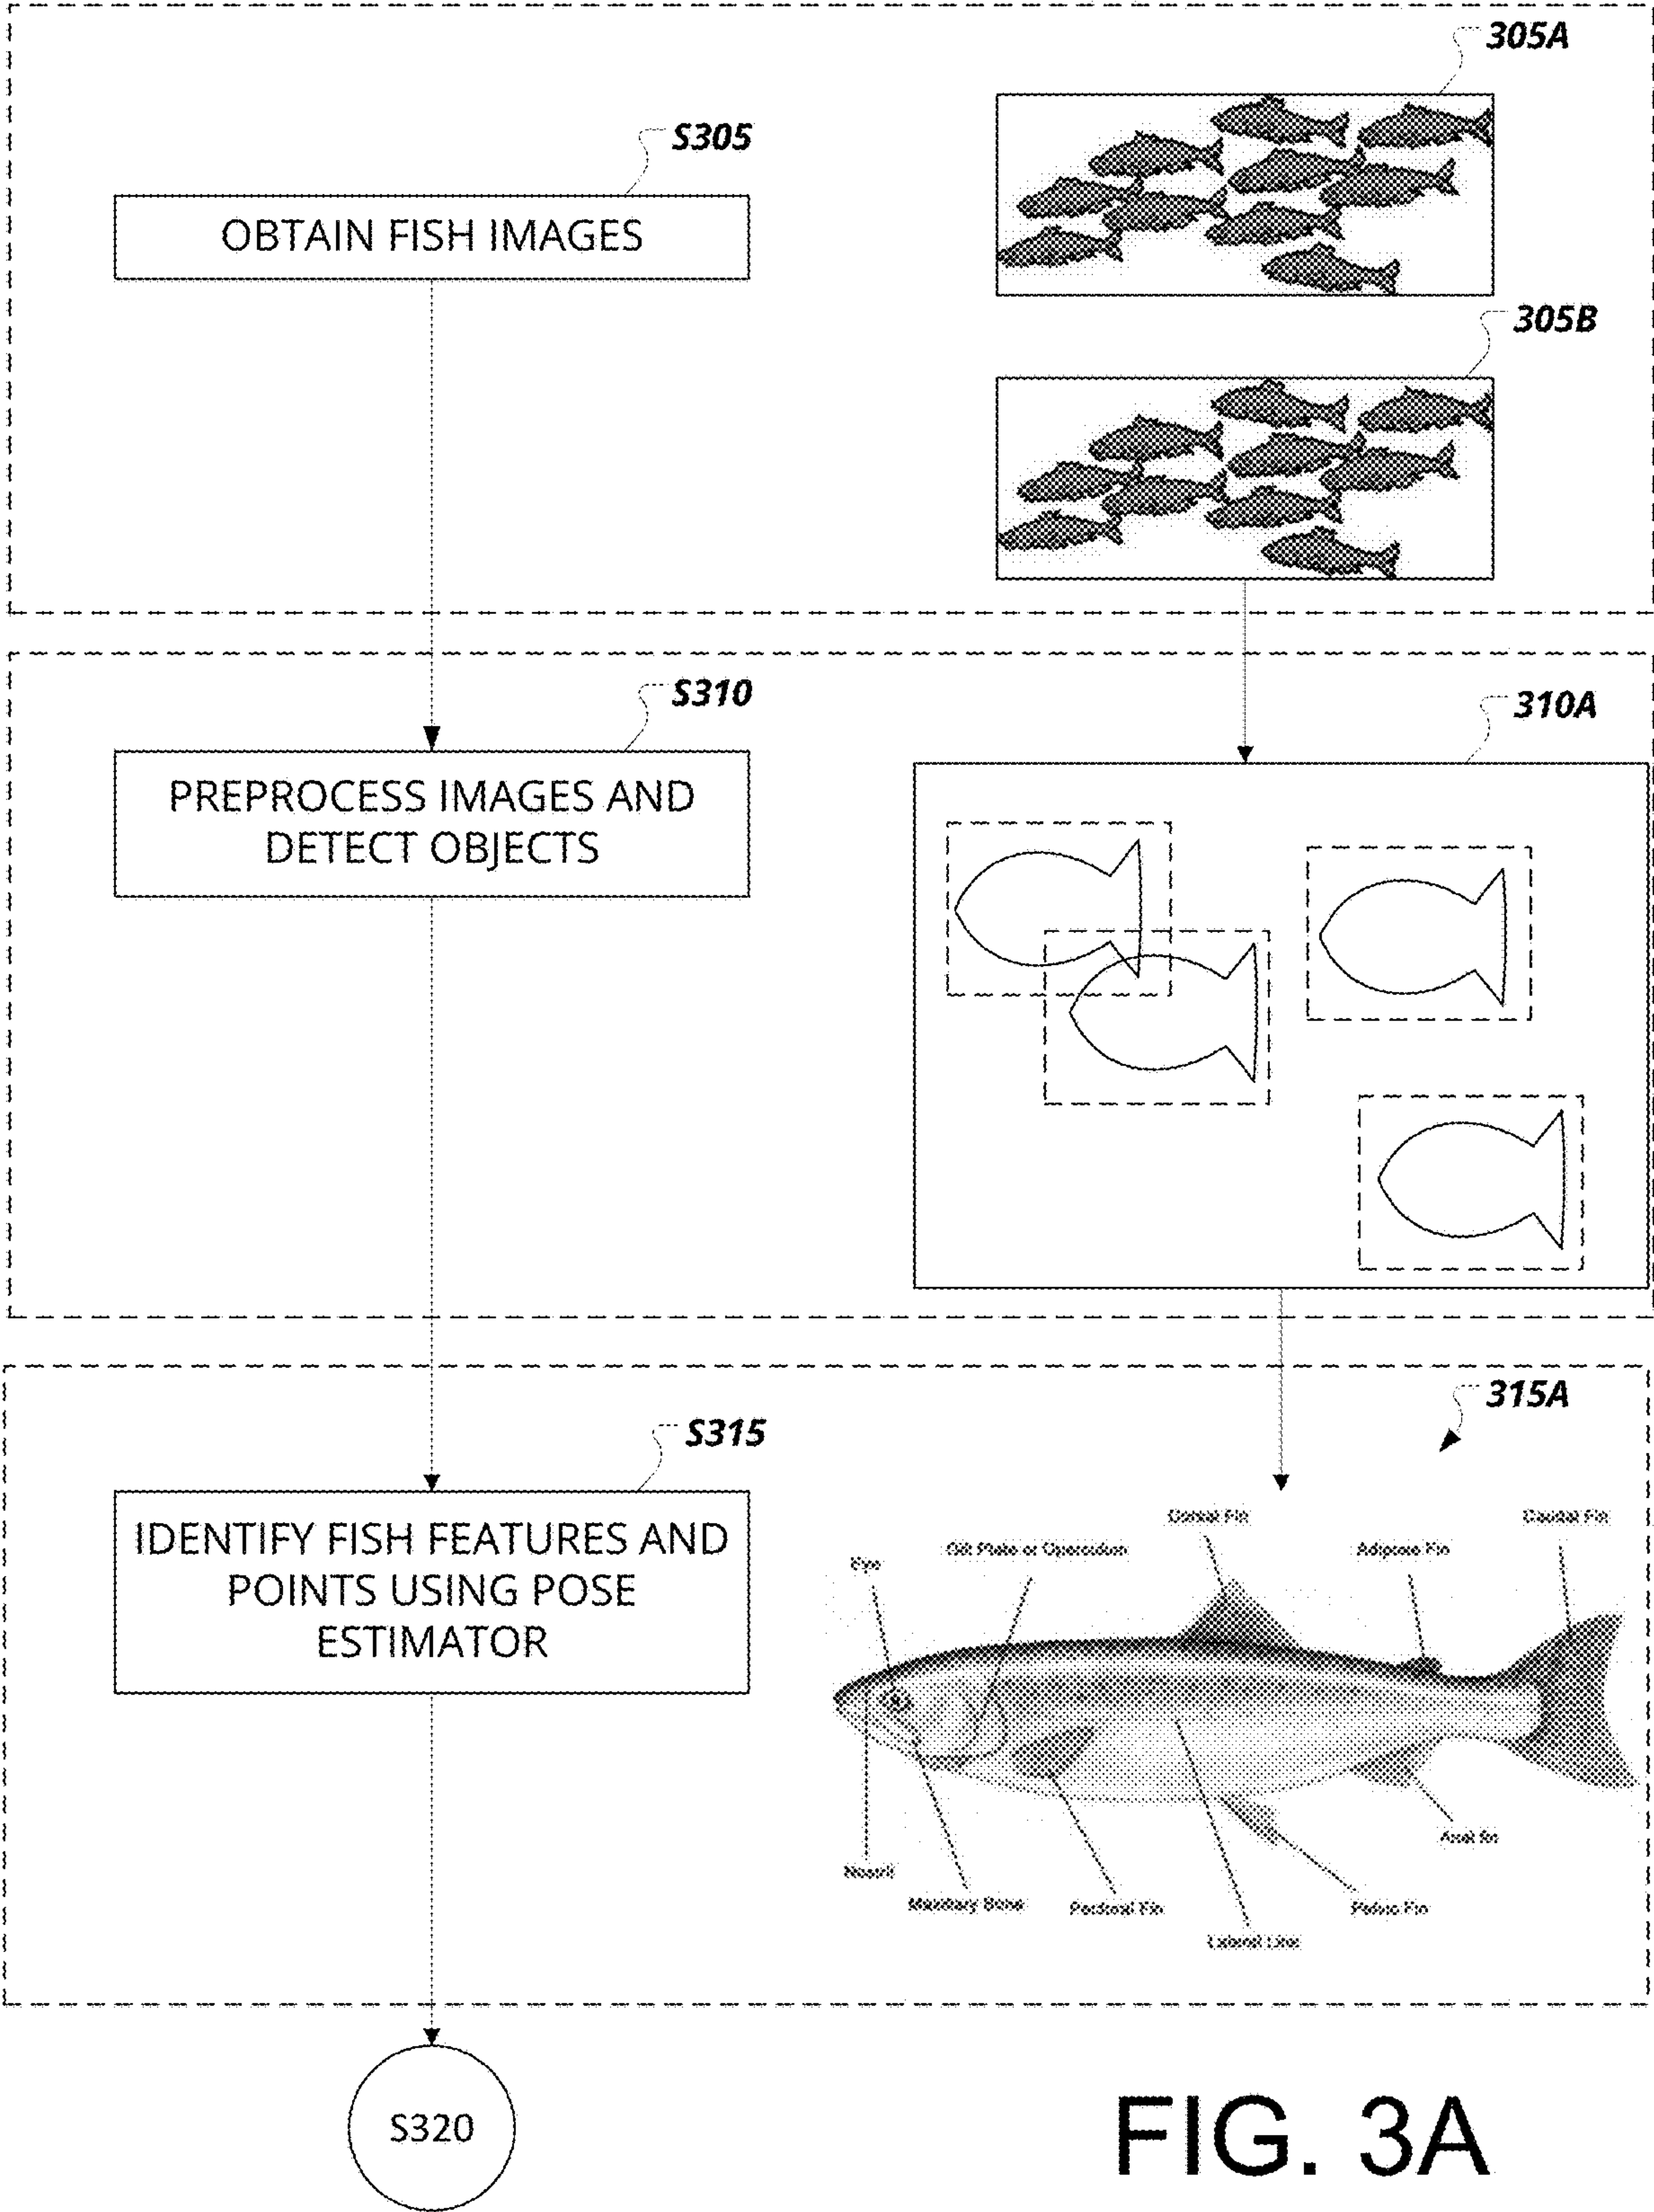 305A
S305
OBTAIN FISH IMAGES
305B
S310
310A
PREPROCESS IMAGES AND
DETECT OBJECTS
315A
S315
IDENTIFY FISH FEATURES AND
POINTS USING POSE
ESTIMATOR
Dorsal Fin
Caudal Fin
Eye
Gill Plate or Operculum
Adipose Fin
Anal fin
Nostril
Maxillary Bone
Pectoral Fin
Pelvic Fin
Lateral Line
S320
FIG. 3A